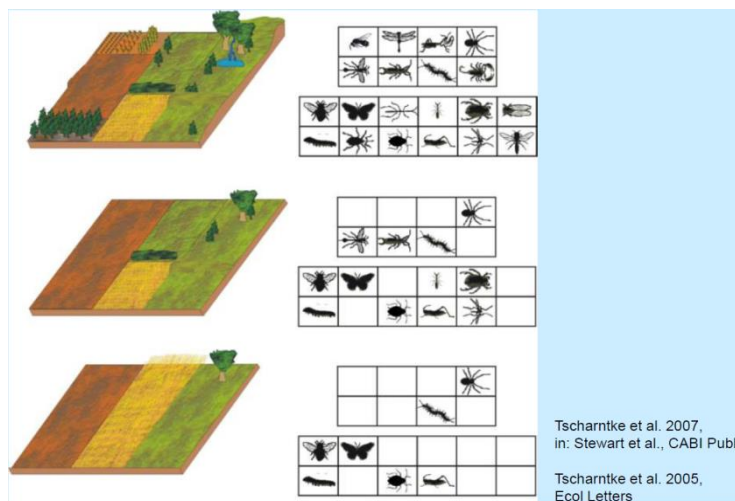 Tscharntke et al. 2007,
in: Stewart et al., CABI Publ
Tscharntke et al. 2005,
Ecol Letters